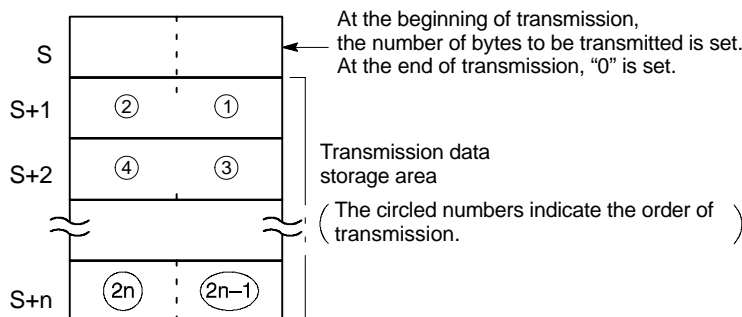 At the beginning of transmission,
the number of bytes to be transmitted is set.
At the end of transmission, “0” is set.
S
S+1 ② ①
S+2 ④ ③
Transmission data
storage area
(The circled numbers indicate the order of
transmission.)
S+n 2n 2n–1